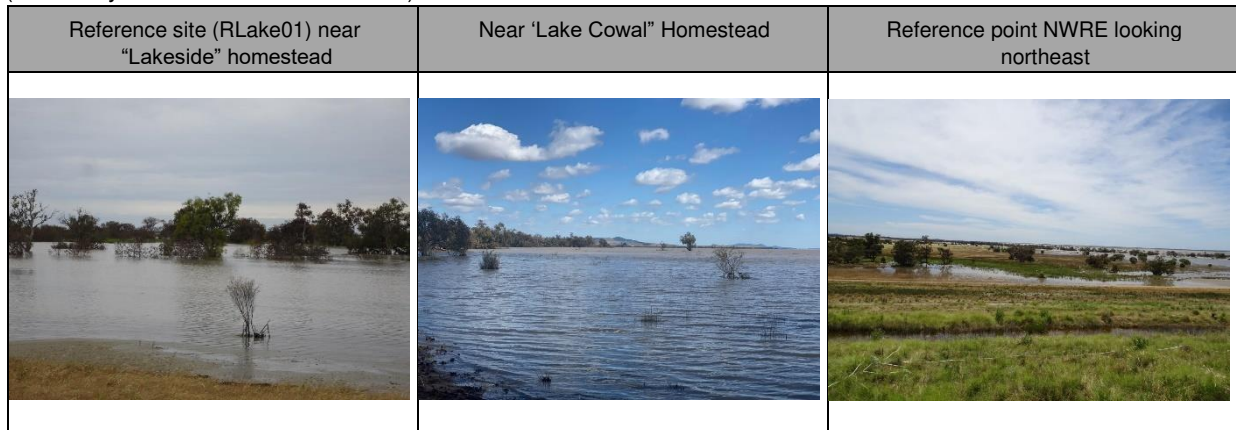 Reference site (RLake01) near
“Lakeside” homestead
Near ‘Lake Cowal” Homestead
Reference point NWRE looking
northeast